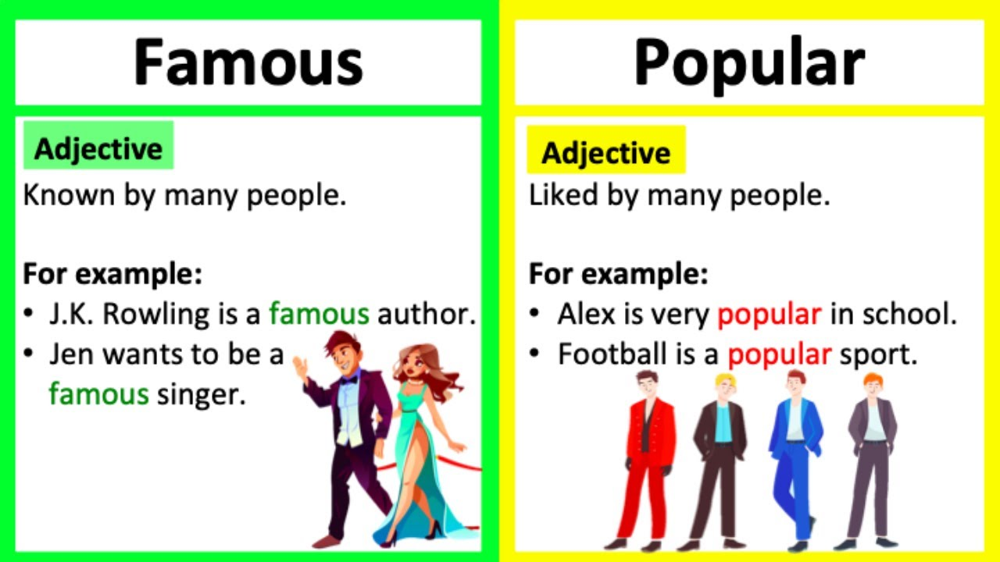 Famous
Adjective
Known by many people.
For example:
• J.K. Rowling is a famous author.
• Jen wants to be a
famous singer.
Popular
Adjective
Liked by many people.
For example:
• Alex is very popular in school.
• Football is a popular sport.